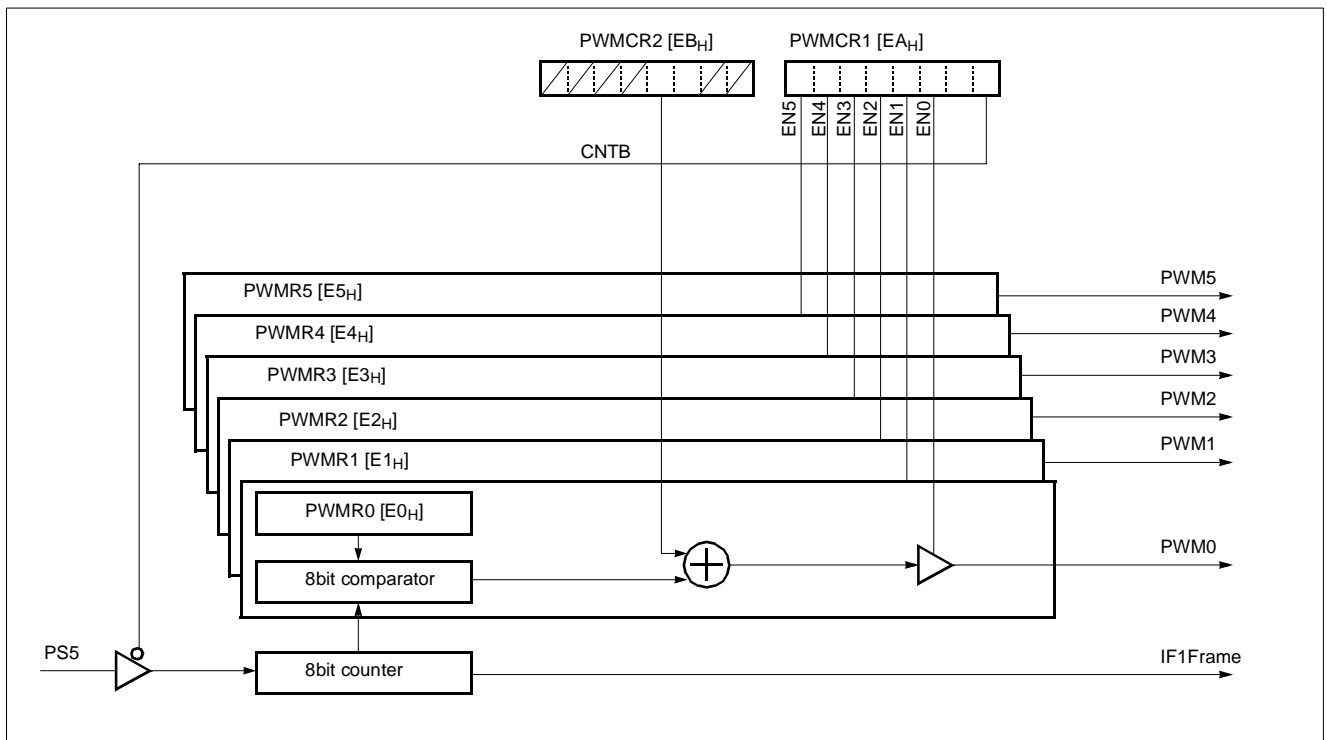 PWMCR2 [EBH]
PWMCR1 [EAH]
EN5
EN4
EN3
EN2
EN1
EN0
CNTB
PWMR5 [E5H]
PWM5
PWMR4 [E4H]
PWM4
PWMR3 [E3H]
PWM3
PWMR2 [E2H]
PWM2
PWMR1 [E1H]
PWM1
PWMR0 [E0H]
8bit comparator
PWM0
PS5
8bit counter
IF1Frame